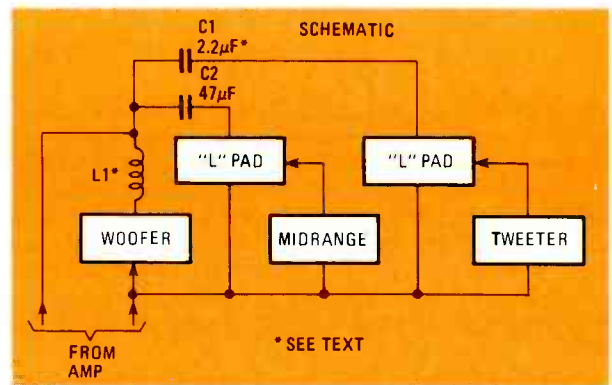 SCHEMATIC
C1
2.2µF*
C2
47µF
L1*
"L" PAD
"L" PAD
WOOFER
MIDRANGE
TWEETER
FROM
AMP
*SEE TEXT